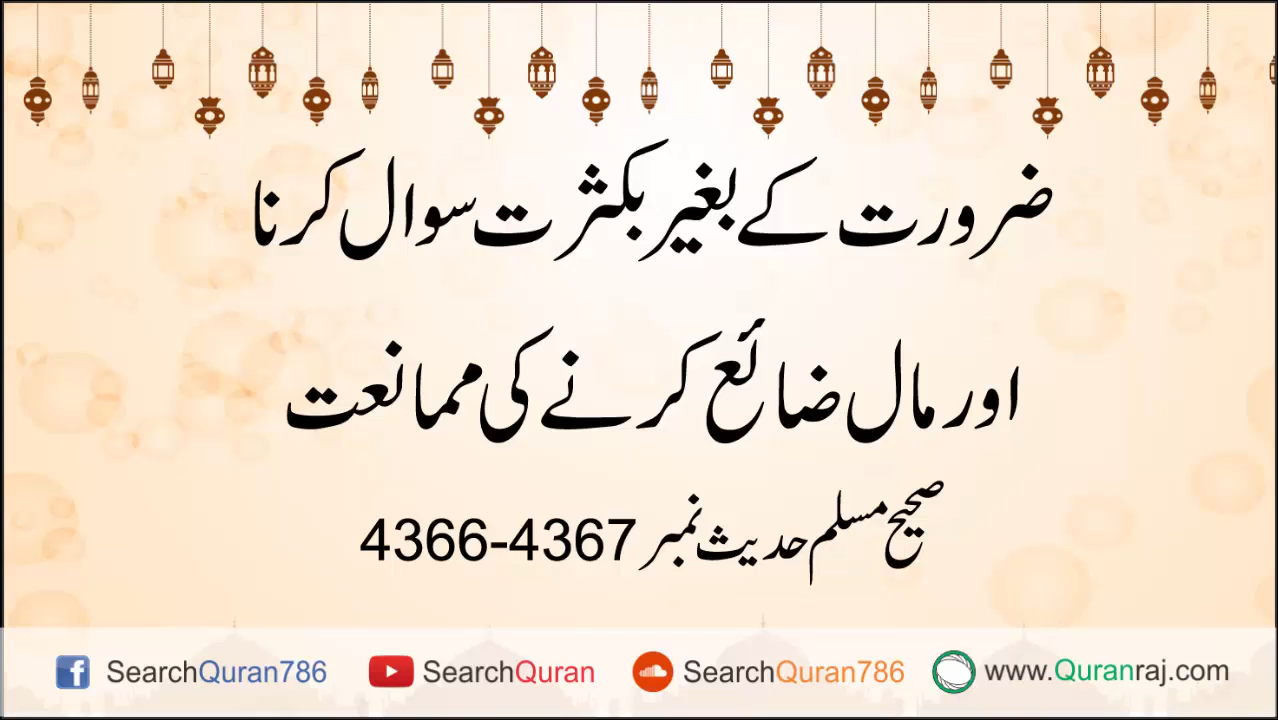 ضرورت کے بغیر بکثرت سوال کرنا
اور مال ضائع کرنے کی ممانعت
صحیح مسلم حدیث نمبر 4366-4367
SearchQuran786 SearchQuran SearchQuran786 www.Quranraj.com